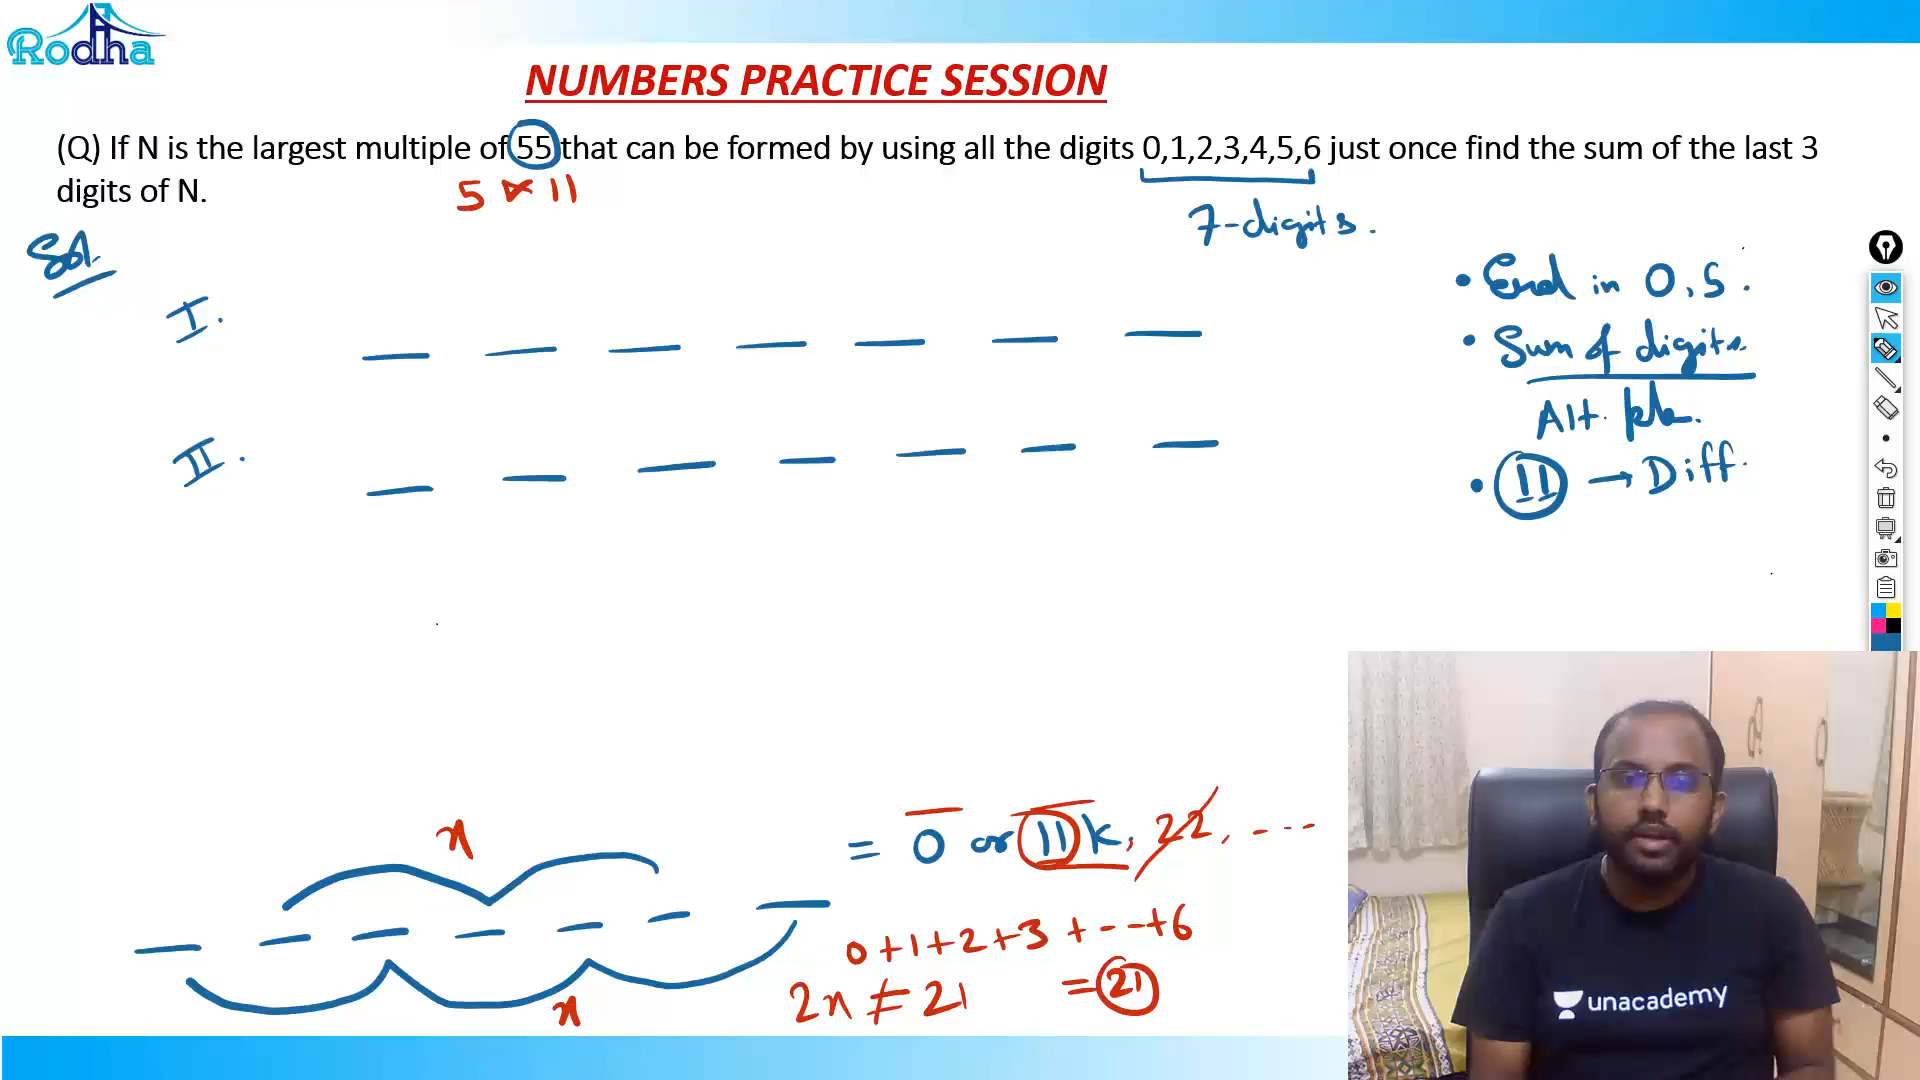 Rodha
NUMBERS PRACTICE SESSION
(Q) If N is the largest multiple of 55 that can be formed by using all the digits 0,1,2,3,4,5,6 just once find the sum of the last 3
digits of N.
5 × 11
7-digits.
Sol.
I.
II.
• End in 0, 5.
• Sum of digits
Alt. plc.
• 11 → Diff.
x
= 0 or 11k, 22, ...
0+1+2+3+--+6
= 21
x
2x ≠ 21
unacademy